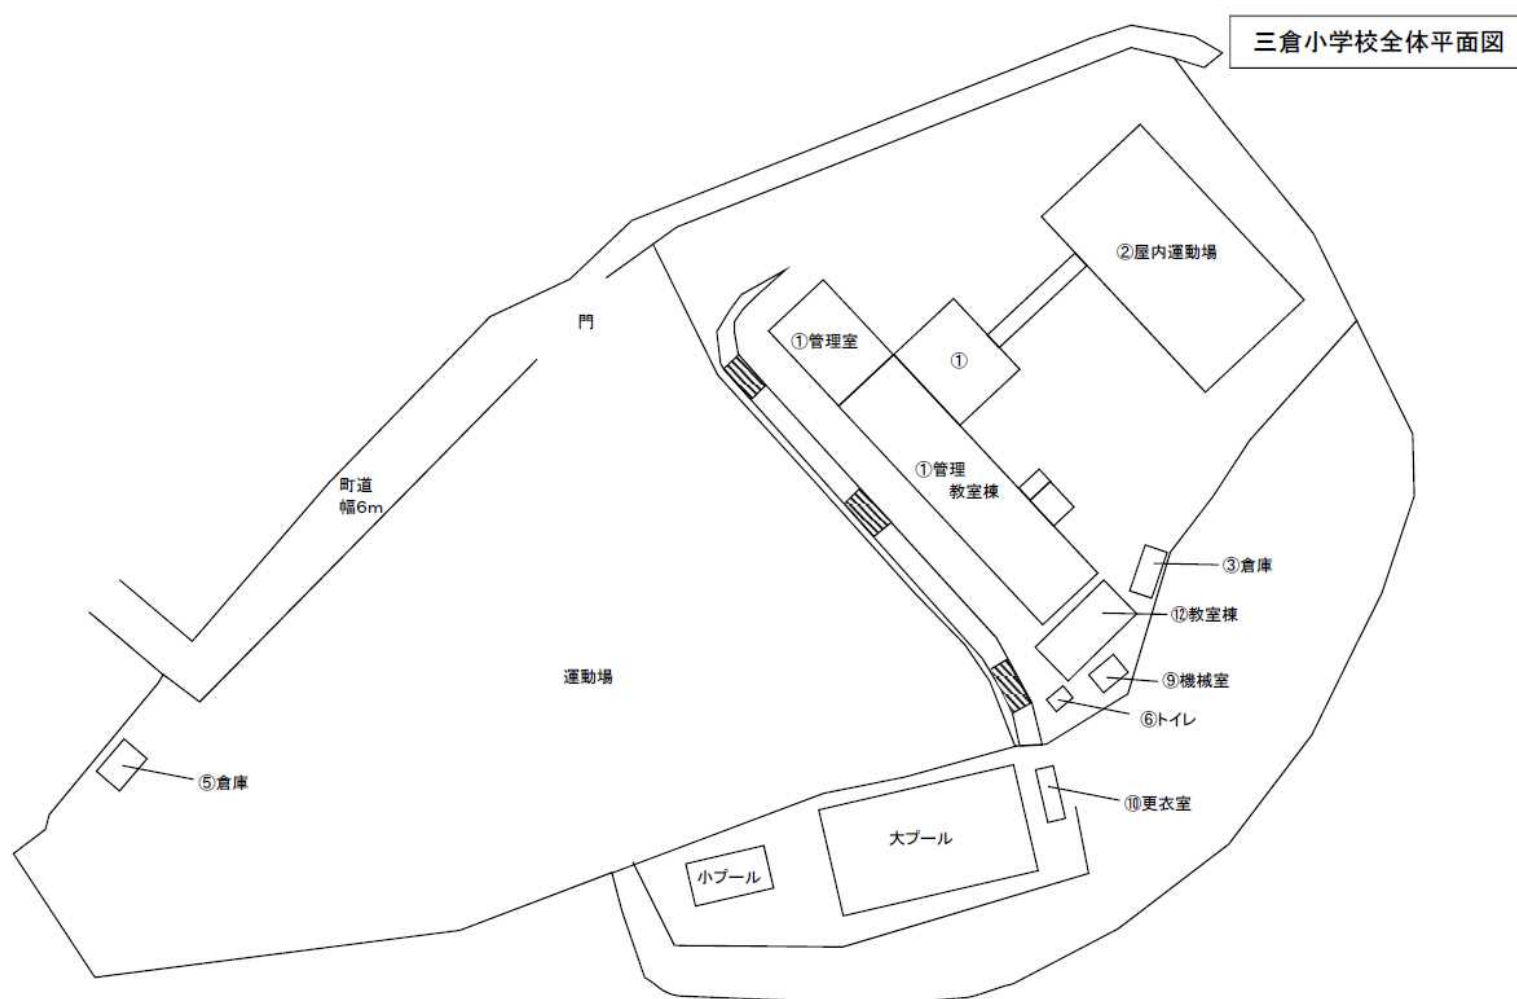 三倉小学校全体平面図
②屋内運動場
門
①管理室
①
①管理
教室棟
町道
幅6m
③倉庫
⑫教室棟
運動場
⑨機械室
⑥トイレ
⑤倉庫
⑩更衣室
大プール
小プール